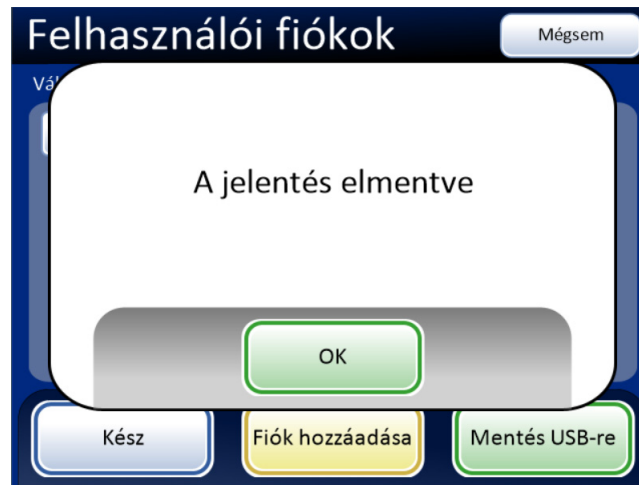 Felhasználói fiókok
Mégsem
A jelentés elmentve
OK
Kész
Fiók hozzáadása
Mentés USB-re